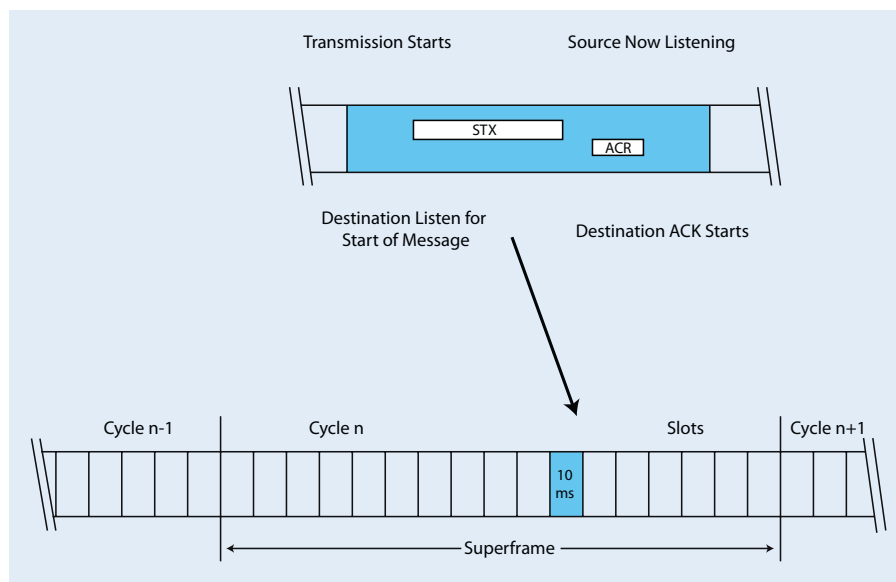 Transmission Starts
Source Now Listening
STX
ACR
Destination Listen for
Start of Message
Destination ACK Starts
Cycle n-1
Cycle n
Slots
Cycle n+1
10
ms
Superframe